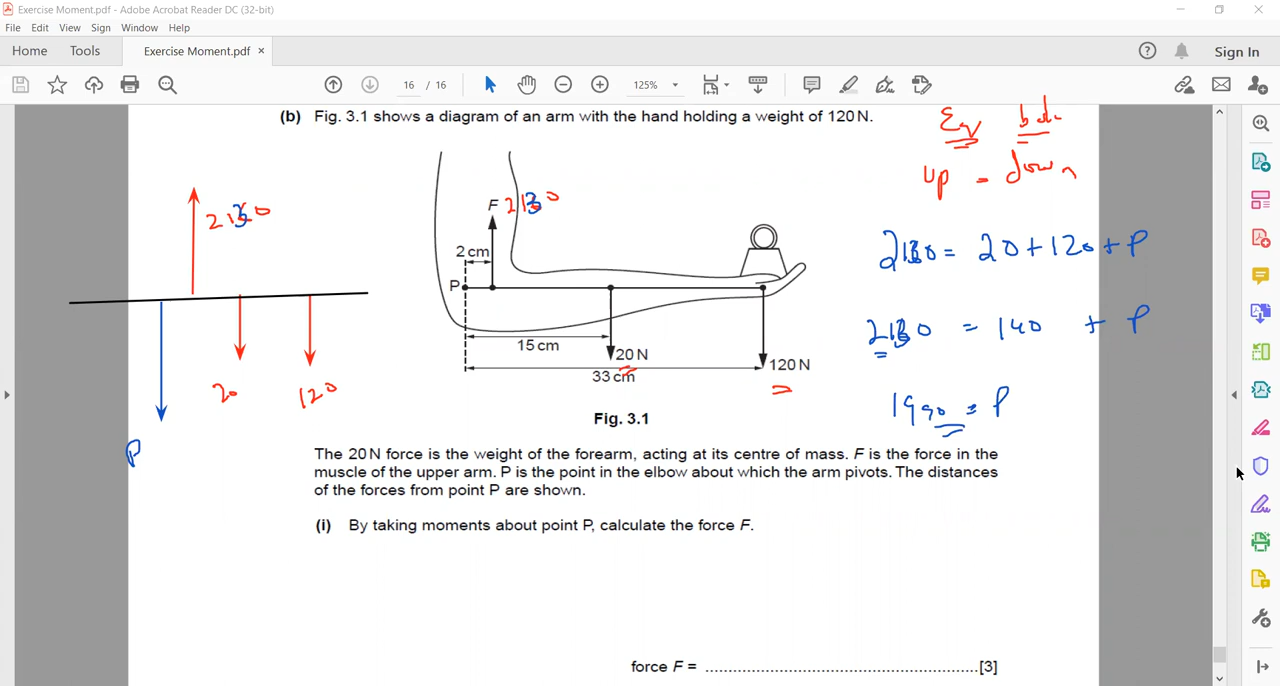 Exercise Moment.pdf - Adobe Acrobat Reader DC (32-bit)
File Edit View Sign Window Help
Home Tools Exercise Moment.pdf × Sign In
16 / 16 125%
(b) Fig. 3.1 shows a diagram of an arm with the hand holding a weight of 120 N.
Eq
up = down
2130
F 2130
2 cm
P
2130 = 20 + 120 + P
15 cm
20 N
2130 = 140 + P
33 cm
120 N
20 120
1990 = P
Fig. 3.1
P
The 20 N force is the weight of the forearm, acting at its centre of mass. F is the force in the
muscle of the upper arm. P is the point in the elbow about which the arm pivots. The distances
of the forces from point P are shown.
(i) By taking moments about point P, calculate the force F.
force F = ......................................................[3]